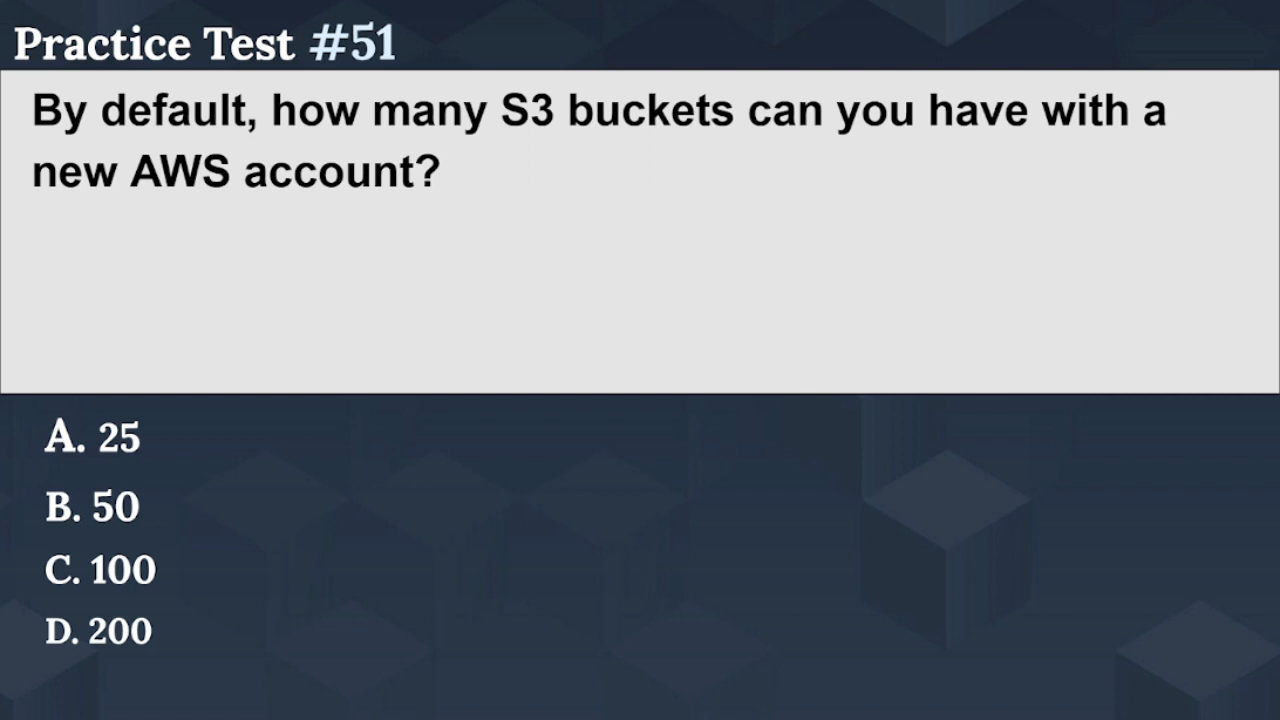 Practice Test #51
By default, how many S3 buckets can you have with a
new AWS account?
A. 25
B. 50
C. 100
D. 200